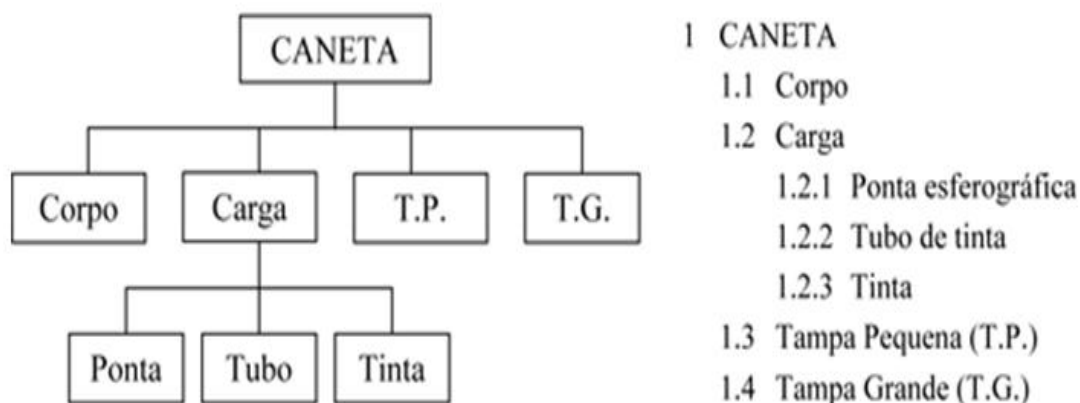 CANETA
Corpo
Carga
T.P.
T.G.
Ponta
Tubo
Tinta
1 CANETA
1.1 Corpo
1.2 Carga
1.2.1 Ponta esferográfica
1.2.2 Tubo de tinta
1.2.3 Tinta
1.3 Tampa Pequena (T.P.)
1.4 Tampa Grande (T.G.)